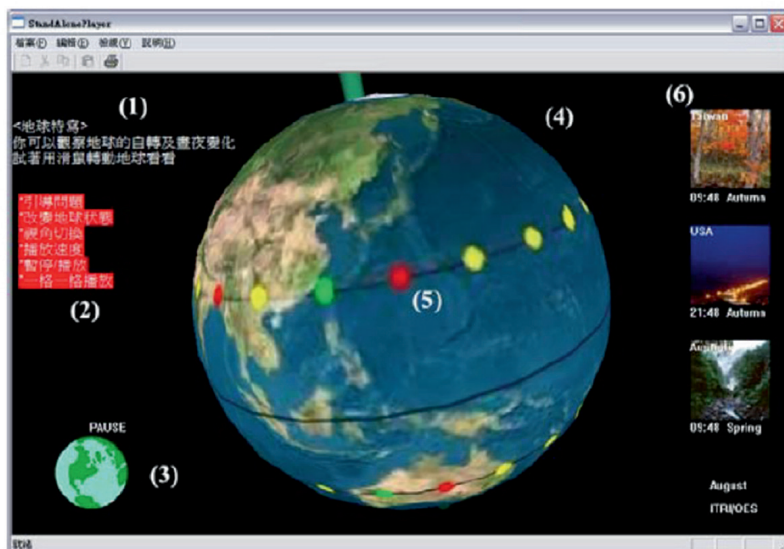 StandAlonePlayer
檔案(F) 編輯(E) 檢視(V) 說明(H)
(1)
<地球特寫>
你可以觀察地球的自轉及晝夜變化
試著用滑鼠轉動地球看看
*引導問題
*改變地球狀態
*視角切換
*播放速度
*暫停/播放
*一格一格播放
(2)
PAUSE
(3)
(4)
(5)
(6)
Taiwan
09:48 Autumn
USA
21:48 Autumn
09:48 Spring
August
ITRI/OES
就緒